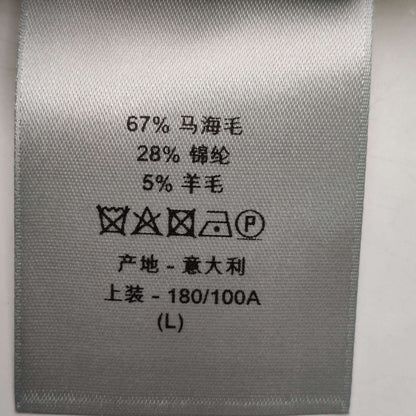 67% 马海毛
28% 锦纶
5% 羊毛
P
产地 - 意大利
上装 - 180/100A
(L)